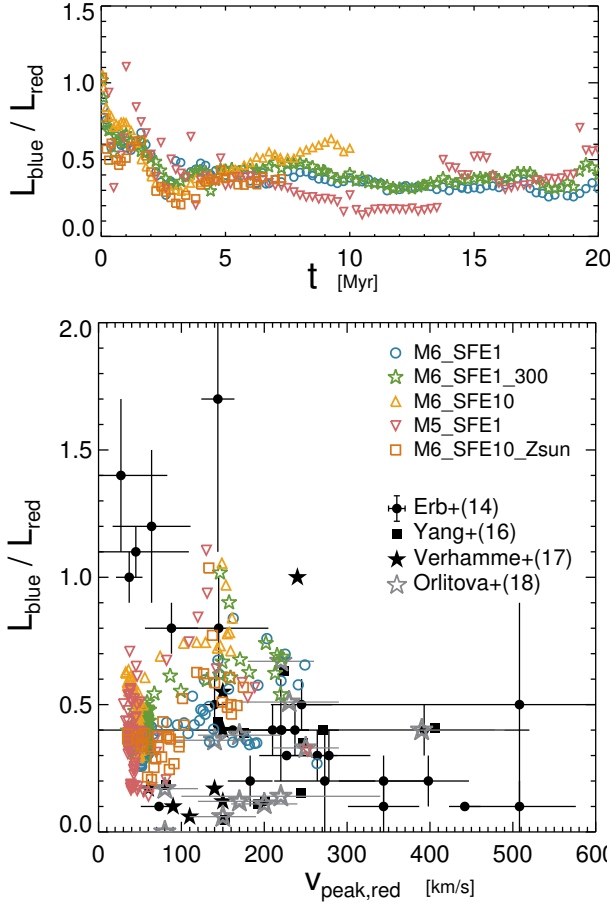 1.5
1.0
0.5
0.0
L_blue / L_red
0 5 10 15 20
t [Myr]
2.0
1.5
1.0
0.5
0.0
L_blue / L_red
M6_SFE1
M6_SFE1_300
M6_SFE10
M5_SFE1
M6_SFE10_Zsun
Erb+(14)
Yang+(16)
Verhamme+(17)
Orlitova+(18)
0 100 200 300 400 500 600
v_peak,red [km/s]